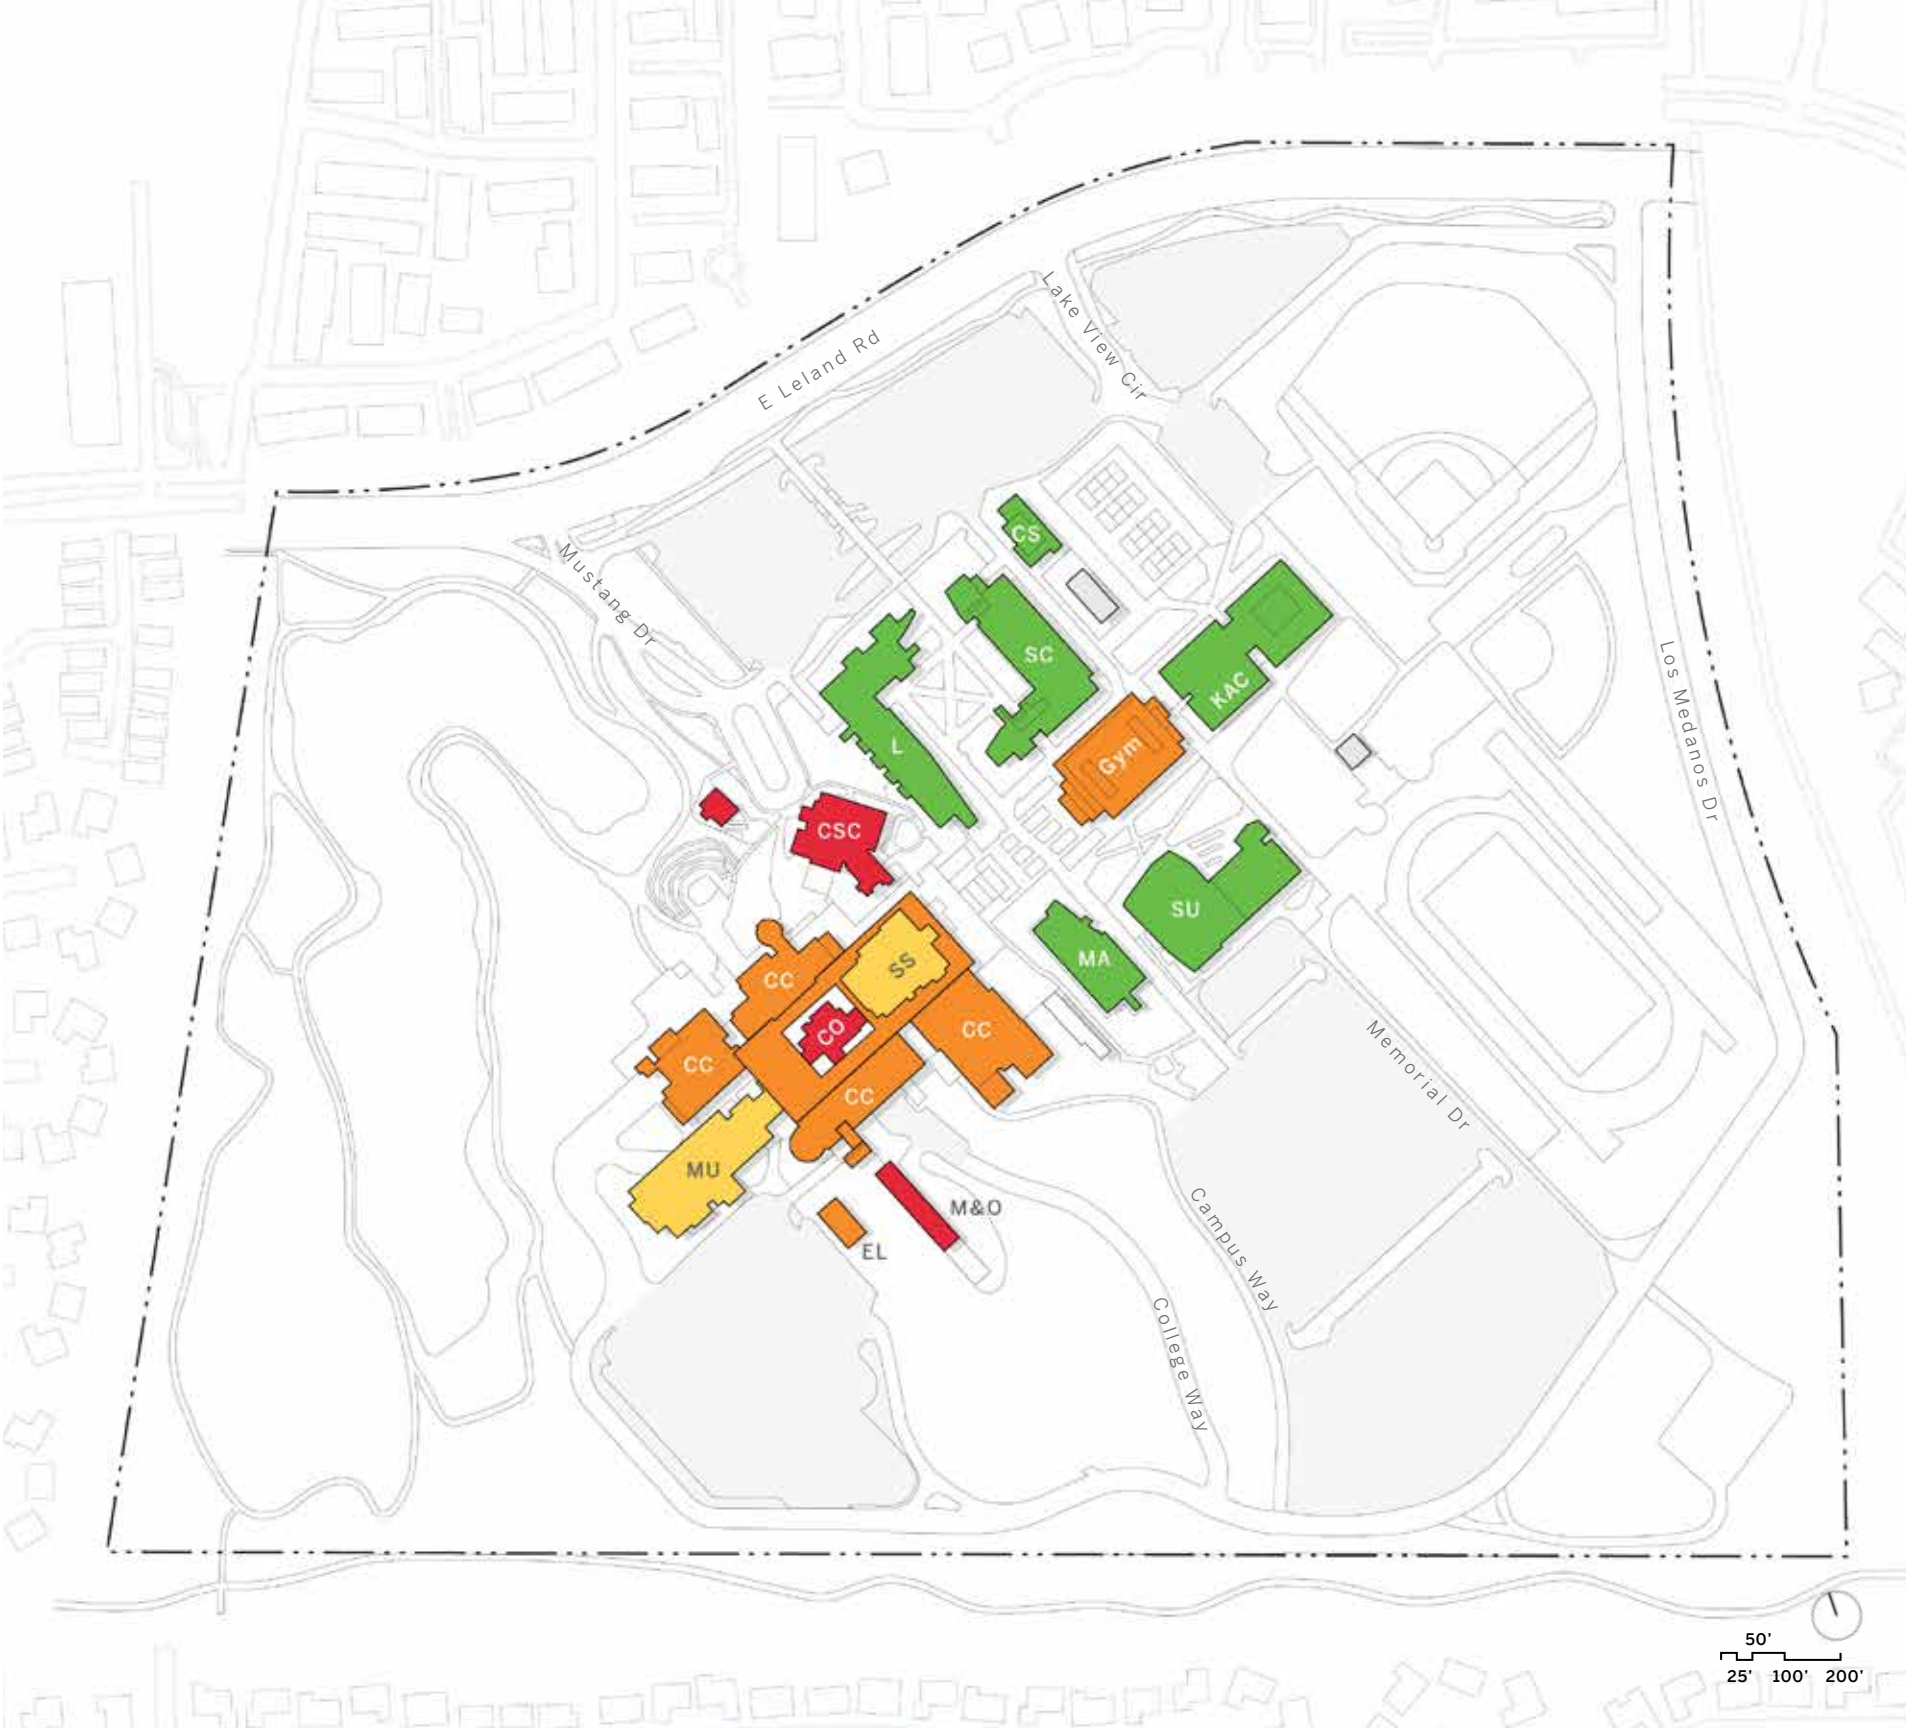 Lake View Cir
E Leland Rd
CS
Mustang Dr
SC
KAC
Los Medanos Dr
L
Gym
CSC
SU
SS
MA
CC
CO
CC
CC
Memorial Dr
CC
MU
M&O
Campus Way
EL
College Way
50'
25' 100' 200'